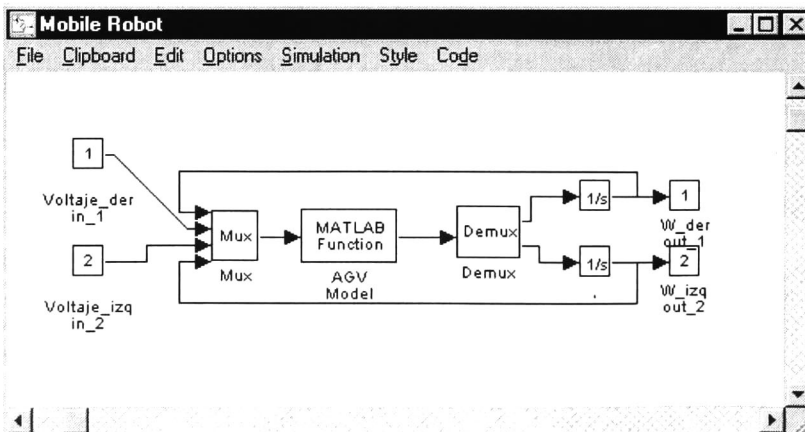 Mobile Robot
File Clipboard Edit Options Simulation Style Code
1
Voltaje_der
in_1
2
Voltaje_izq
in_2
Mux
Mux
MATLAB
Function
AGV
Model
Demux
Demux
1/s
1/s
1
W_der
out_1
2
W_izq
out_2